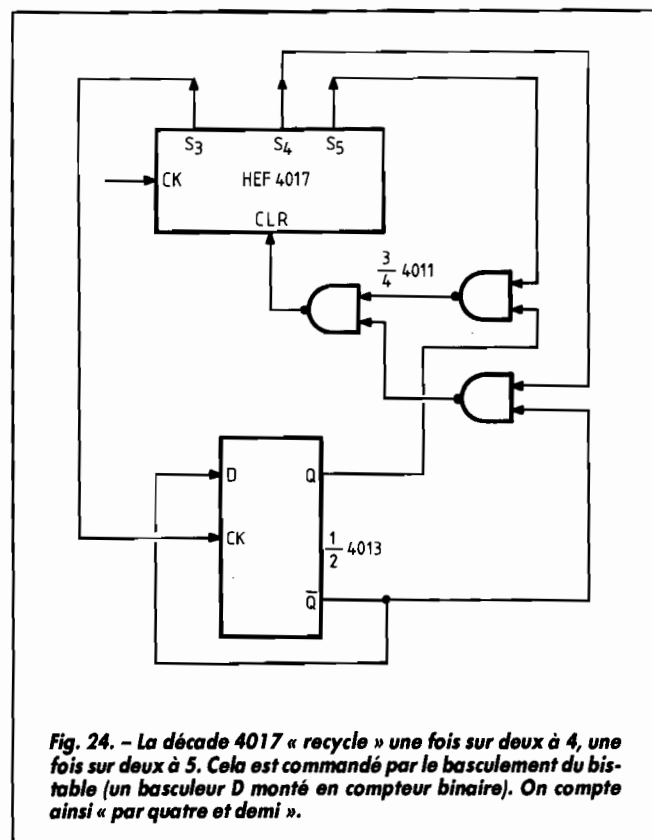 S3 S4 S5
CK HEF 4017
CLR
3/4 4011
D Q
CK
1/2 4013
Q̅
Fig. 24. – La décade 4017 « recycle » une fois sur deux à 4, une
fois sur deux à 5. Cela est commandé par le basculement du bis-
table (un basculeur D monté en compteur binaire). On compte
ainsi « par quatre et demi ».